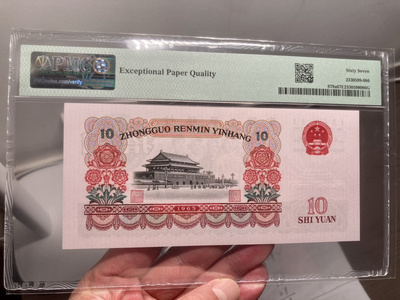 PMG
Exceptional Paper Quality
Sixty Seven
10
ZHONGGUO RENMIN YINHANG
10
1965
10
SHI YUAN